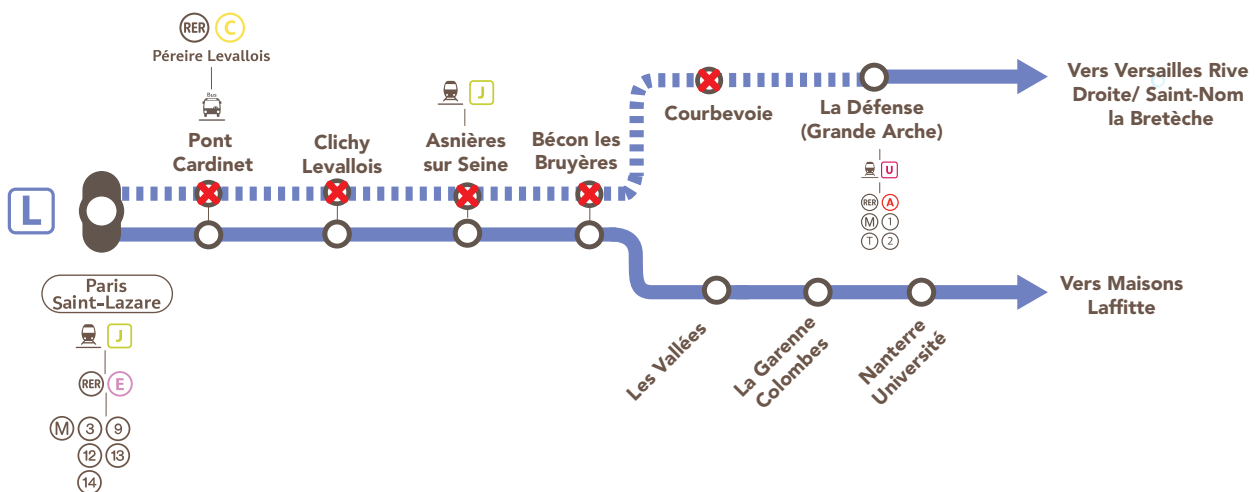 RER C
Péreire Levallois
Bus
Pont
Cardinet
Clichy
Levallois
J
Asnières
sur Seine
Bécon les
Bruyères
Courbevoie
La Défense
(Grande Arche)
U
RER A
M 1
T 2
Vers Versailles Rive
Droite/ Saint-Nom
la Bretèche
L
Paris
Saint-Lazare
J
RER E
M 3 9
12 13
14
Les Vallées
La Garenne
Colombes
Nanterre
Université
Vers Maisons
Laffitte